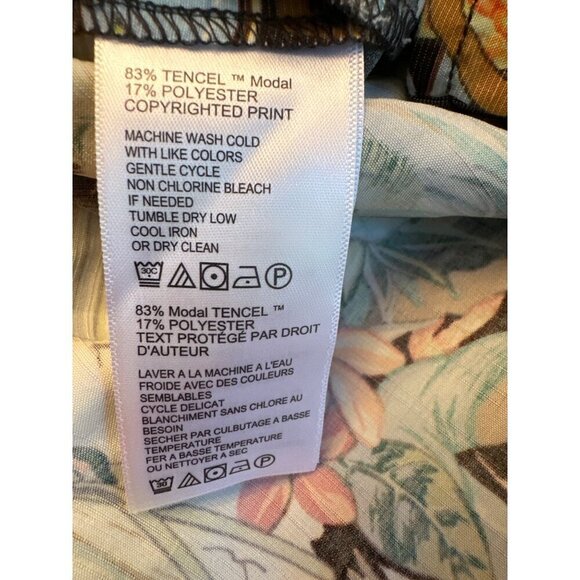 83% TENCEL ™ Modal
17% POLYESTER
COPYRIGHTED PRINT
MACHINE WASH COLD
WITH LIKE COLORS
GENTLE CYCLE
NON CHLORINE BLEACH
IF NEEDED
TUMBLE DRY LOW
COOL IRON
OR DRY CLEAN
30C P
83% Modal TENCEL ™
17% POLYESTER
TEXT PROTÉGÉ PAR DROIT
D'AUTEUR
LAVER A LA MACHINE A L'EAU
FROIDE AVEC DES COULEURS
SEMBLABLES
CYCLE DELICAT
BLANCHIMENT SANS CHLORE AU
BESOIN
SECHER PAR CULBUTAGE A BASSE
TEMPERATURE
FER A BASSE TEMPERATURE
OU NETTOYER A SEC
30 P